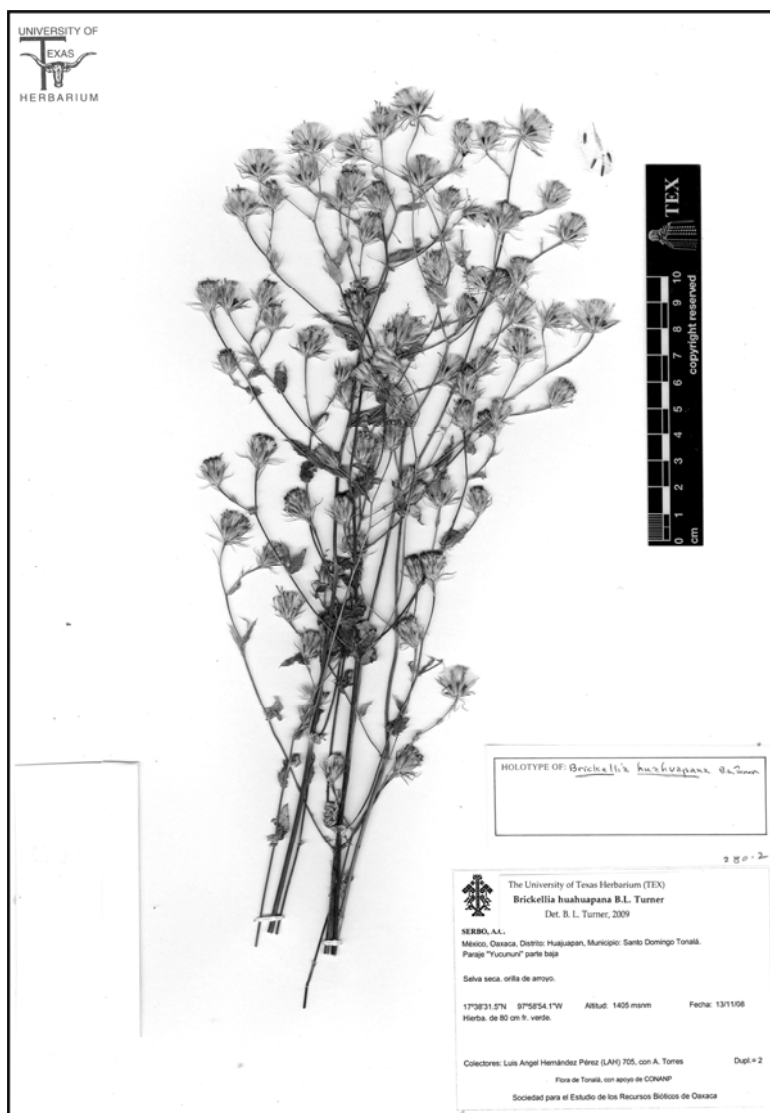 UNIVERSITY OF
TEXAS
HERBARIUM
TEX
copyright reserved
0 1 2 3 4 5 6 7 8 9 10
cm
HOLOTYPE OF: Brickellia huahuapana B.L. Turner
280-2
The University of Texas Herbarium (TEX)
Brickellia huahuapana B.L. Turner
Det. B. L. Turner, 2009
SERBO, A.C.
México, Oaxaca, Distrito: Huajuapan, Municipio: Santo Domingo Tonalá.
Paraje "Yucununi" parte baja
Selva seca. orilla de arroyo.
17°38'31.5"N 97°58'54.1"W Altitud: 1405 msnm Fecha: 13/11/08
Hierba. de 80 cm fr. verde.
Colectores: Luis Angel Hernández Pérez (LAH) 705, con A. Torres Dupl.= 2
Flora de Tonalá, con apoyo de CONANP
Sociedad para el Estudio de los Recursos Bióticos de Oaxaca